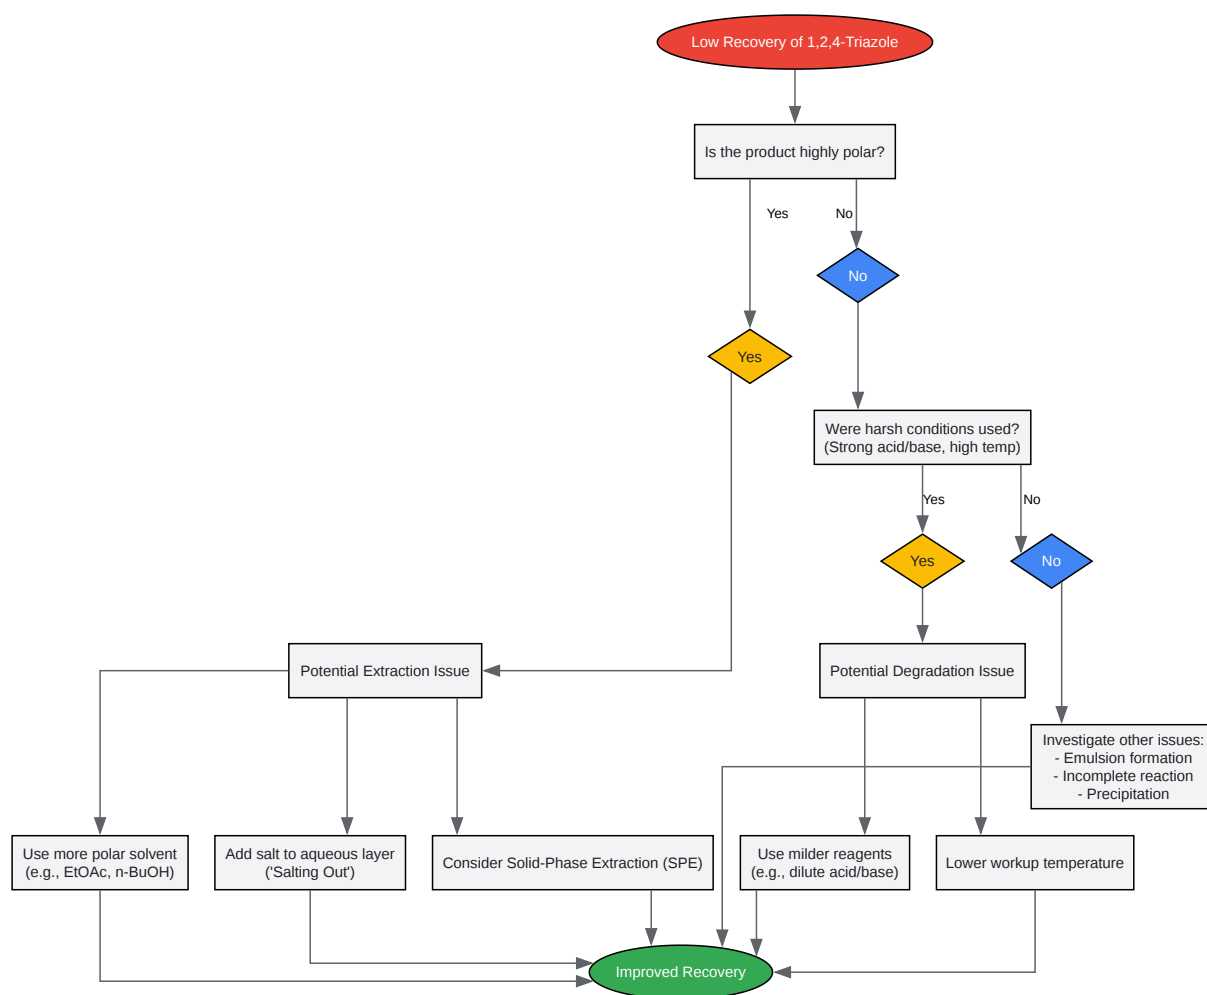 Low Recovery of 1,2,4-Triazole
Is the product highly polar?
Yes
No
No
Yes
Were harsh conditions used?
(Strong acid/base, high temp)
Yes
No
Yes
No
Potential Extraction Issue
Potential Degradation Issue
Investigate other issues:
- Emulsion formation
- Incomplete reaction
- Precipitation
Use more polar solvent
(e.g., EtOAc, n-BuOH)
Add salt to aqueous layer
('Salting Out')
Consider Solid-Phase Extraction (SPE)
Use milder reagents
(e.g., dilute acid/base)
Lower workup temperature
Improved Recovery